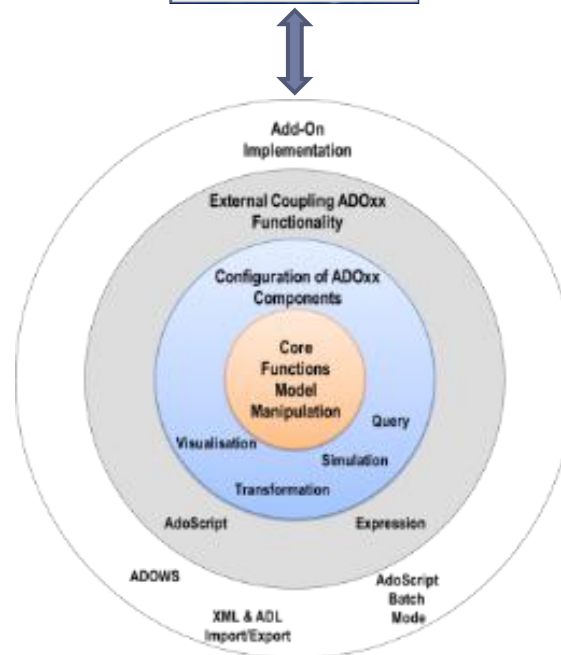 Add-On
Implementation
External Coupling ADOxx
Functionality
Configuration of ADOxx
Components
Core
Functions
Model
Manipulation
Query
Visualisation
Simulation
Transformation
AdoScript
Expression
ADOWS
AdoScript
Batch
Mode
XML & ADL
Import/Export